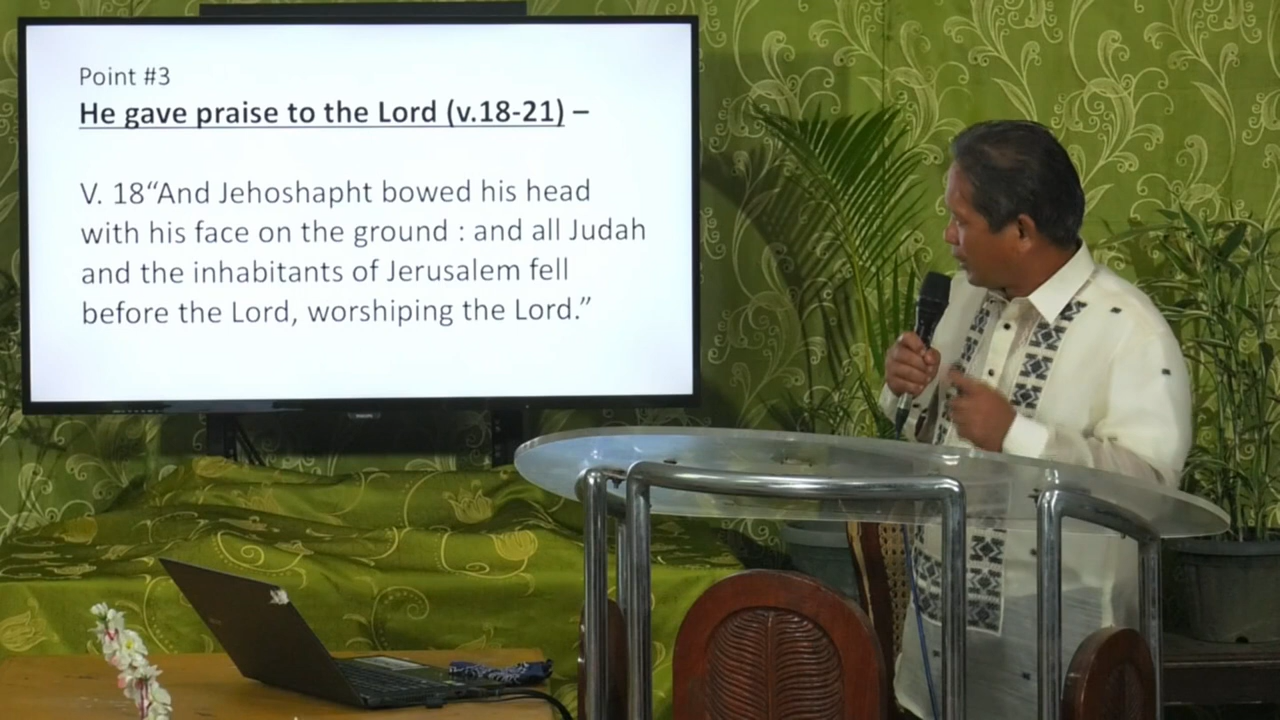 Point #3
He gave praise to the Lord (v.18-21) –
V. 18“And Jehoshapht bowed his head
with his face on the ground : and all Judah
and the inhabitants of Jerusalem fell
before the Lord, worshiping the Lord.”